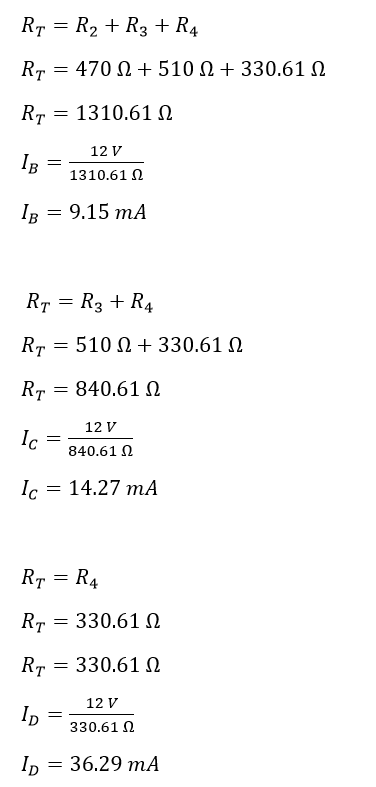 R_T = R_2 + R_3 + R_4
R_T = 470 Ω + 510 Ω + 330.61 Ω
R_T = 1310.61 Ω
I_B = 12 V / 1310.61 Ω
I_B = 9.15 mA
R_T = R_3 + R_4
R_T = 510 Ω + 330.61 Ω
R_T = 840.61 Ω
I_C = 12 V / 840.61 Ω
I_C = 14.27 mA
R_T = R_4
R_T = 330.61 Ω
R_T = 330.61 Ω
I_D = 12 V / 330.61 Ω
I_D = 36.29 mA